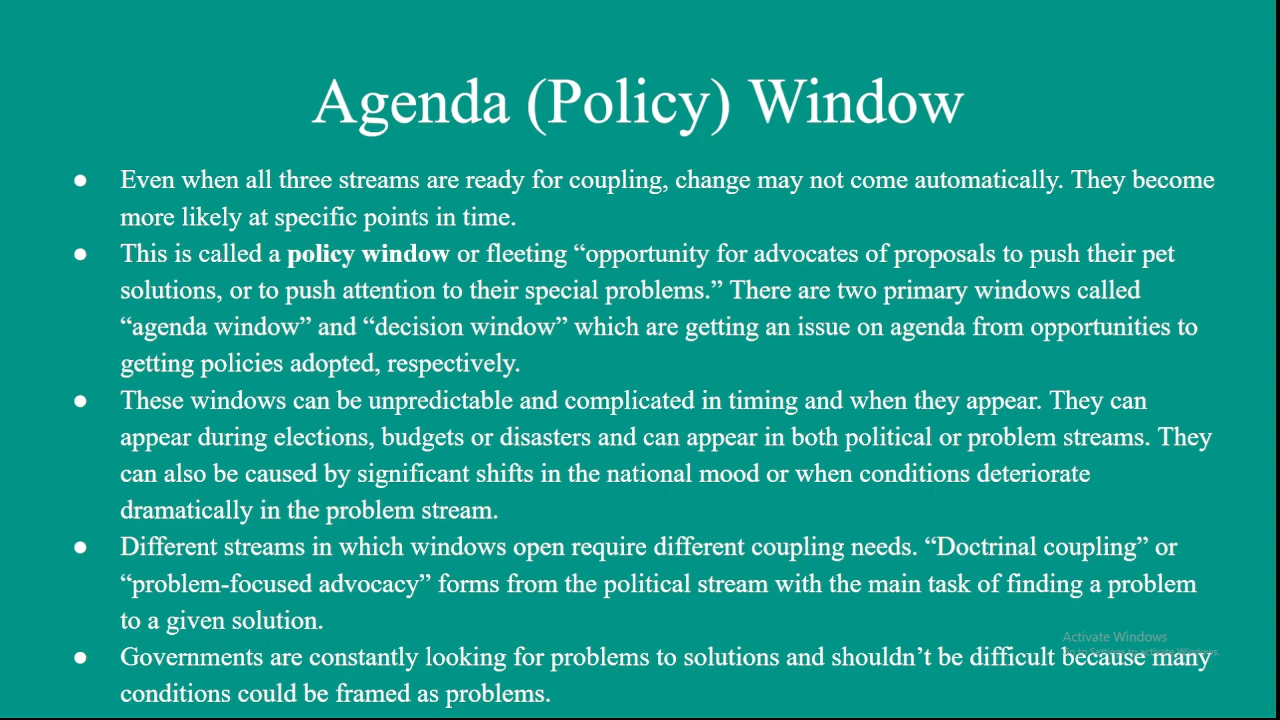 Agenda (Policy) Window
● Even when all three streams are ready for coupling, change may not come automatically. They become
more likely at specific points in time.
● This is called a policy window or fleeting “opportunity for advocates of proposals to push their pet
solutions, or to push attention to their special problems.” There are two primary windows called
“agenda window” and “decision window” which are getting an issue on agenda from opportunities to
getting policies adopted, respectively.
● These windows can be unpredictable and complicated in timing and when they appear. They can
appear during elections, budgets or disasters and can appear in both political or problem streams. They
can also be caused by significant shifts in the national mood or when conditions deteriorate
dramatically in the problem stream.
● Different streams in which windows open require different coupling needs. “Doctrinal coupling” or
“problem-focused advocacy” forms from the political stream with the main task of finding a problem
to a given solution.
Activate Windows
Go to Settings to activate Windows.
● Governments are constantly looking for problems to solutions and shouldn’t be difficult because many
conditions could be framed as problems.